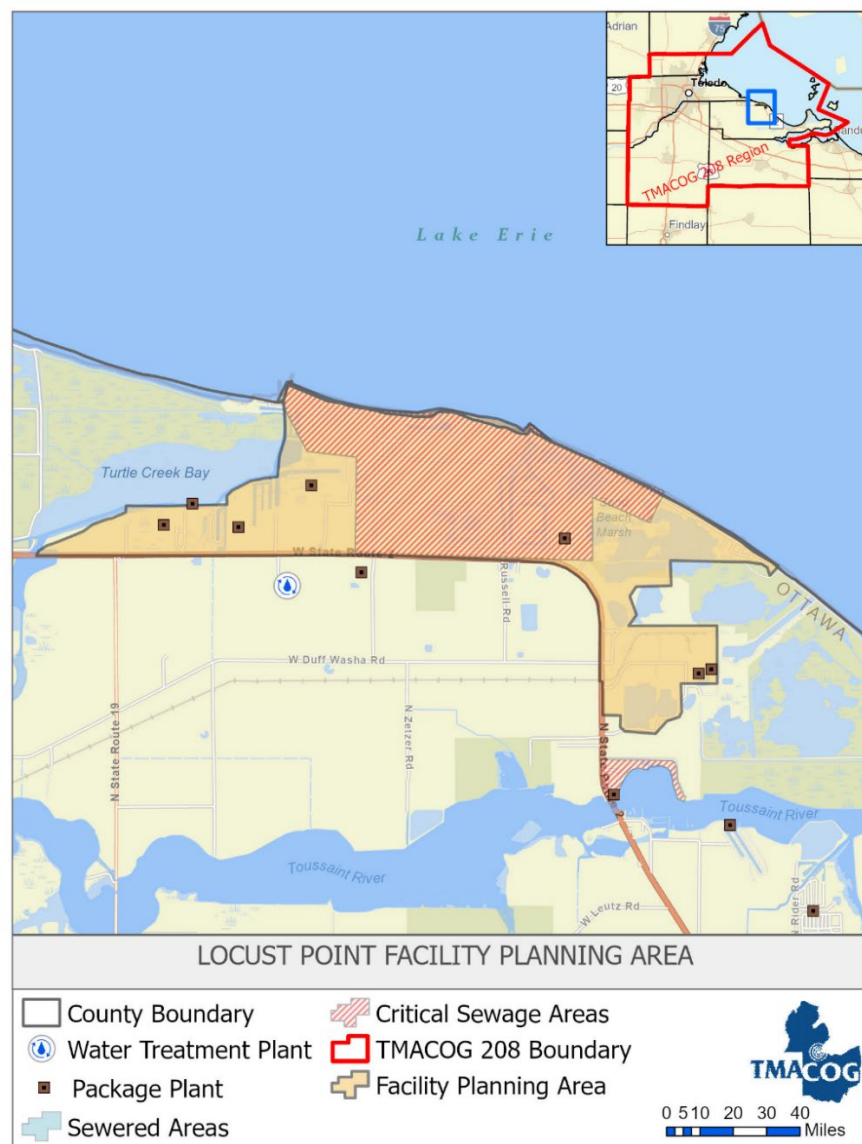 Adrian
75
20
Toledo
TMACOG 208 Region
Findlay
Lake Erie
Turtle Creek Bay
Beach
Marsh
W State Route 2
Russell Rd
OTTAWA
W Duff Washa Rd
N State Route 19
N Zetzer Rd
N State Route 2
Toussaint River
Toussaint River
W Leutz Rd
N Rider Rd
LOCUST POINT FACILITY PLANNING AREA
County Boundary
Critical Sewage Areas
Water Treatment Plant
TMACOG 208 Boundary
Package Plant
Facility Planning Area
Sewered Areas
TMACOG
0 5 10 20 30 40
Miles